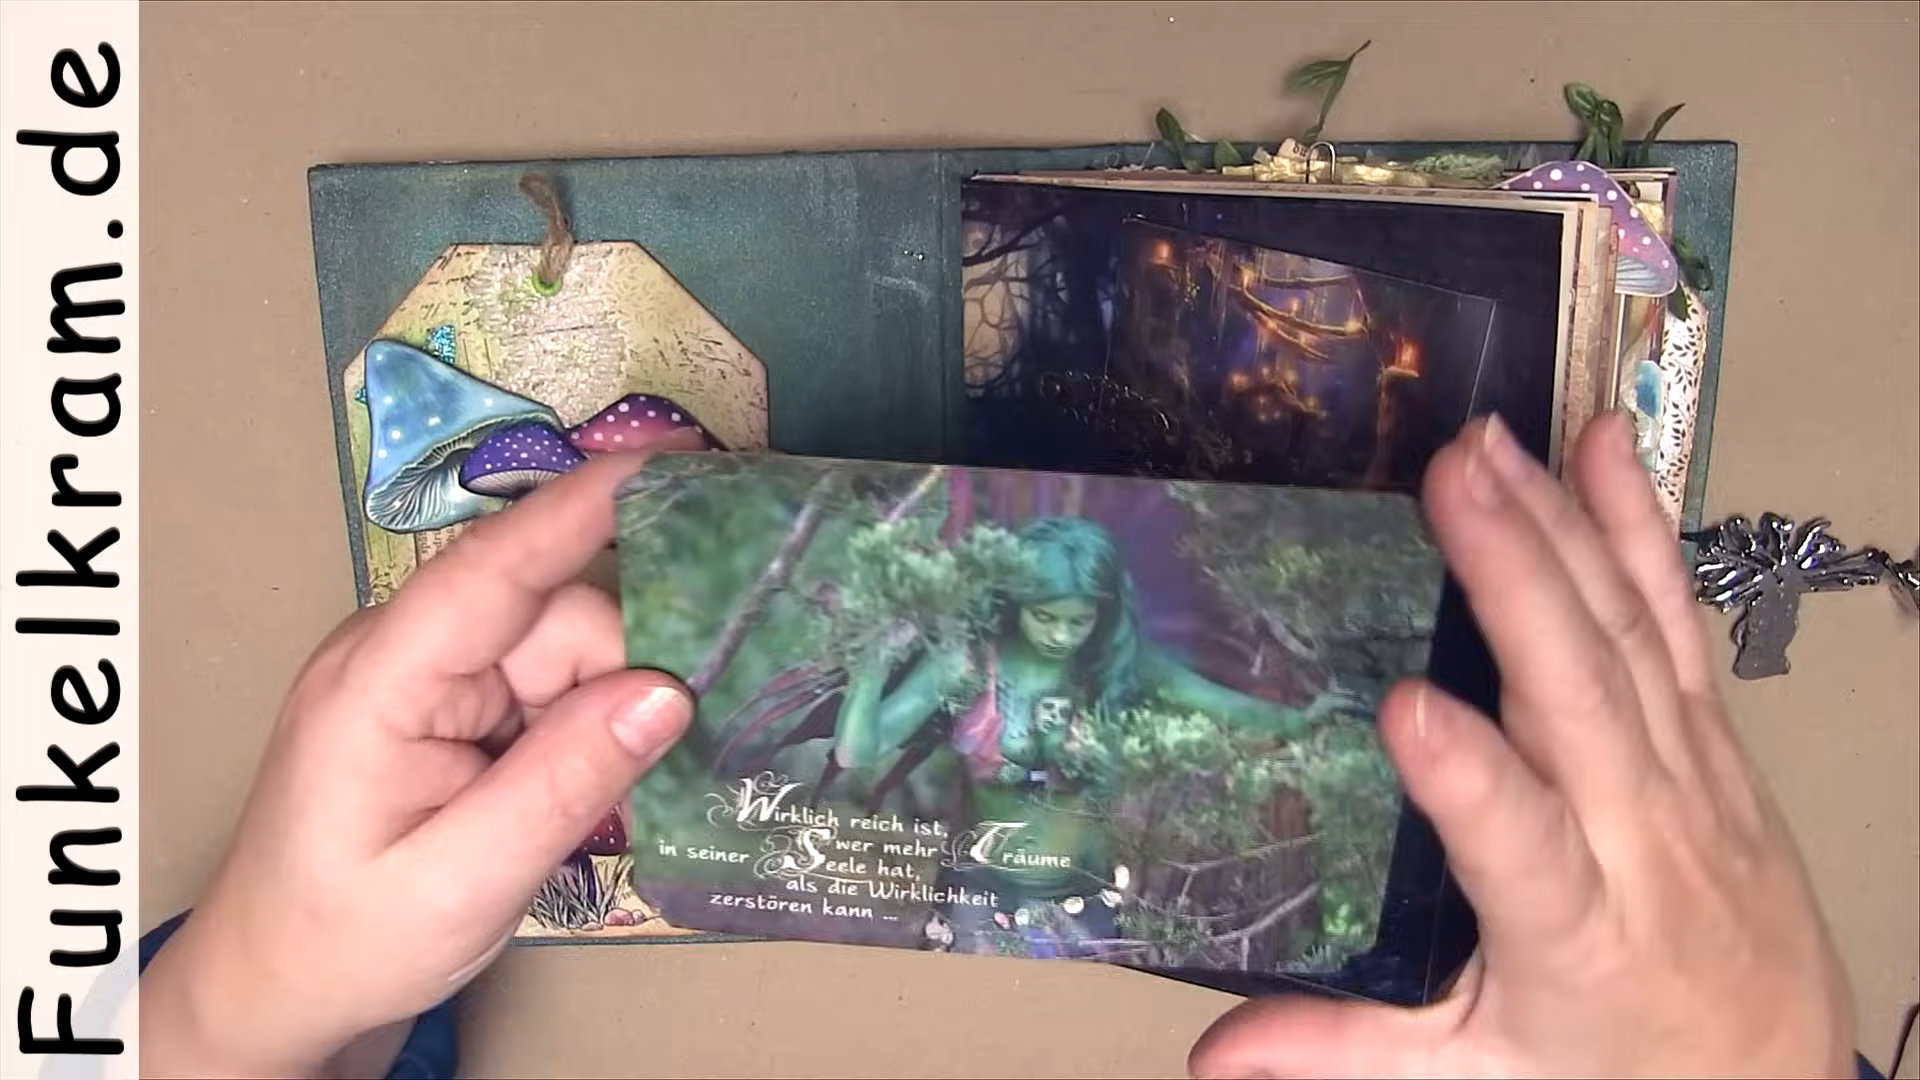 Funkelkram.de
Wirklich reich ist,
wer mehr Träume
in seiner Seele hat,
als die Wirklichkeit
zerstören kann ...